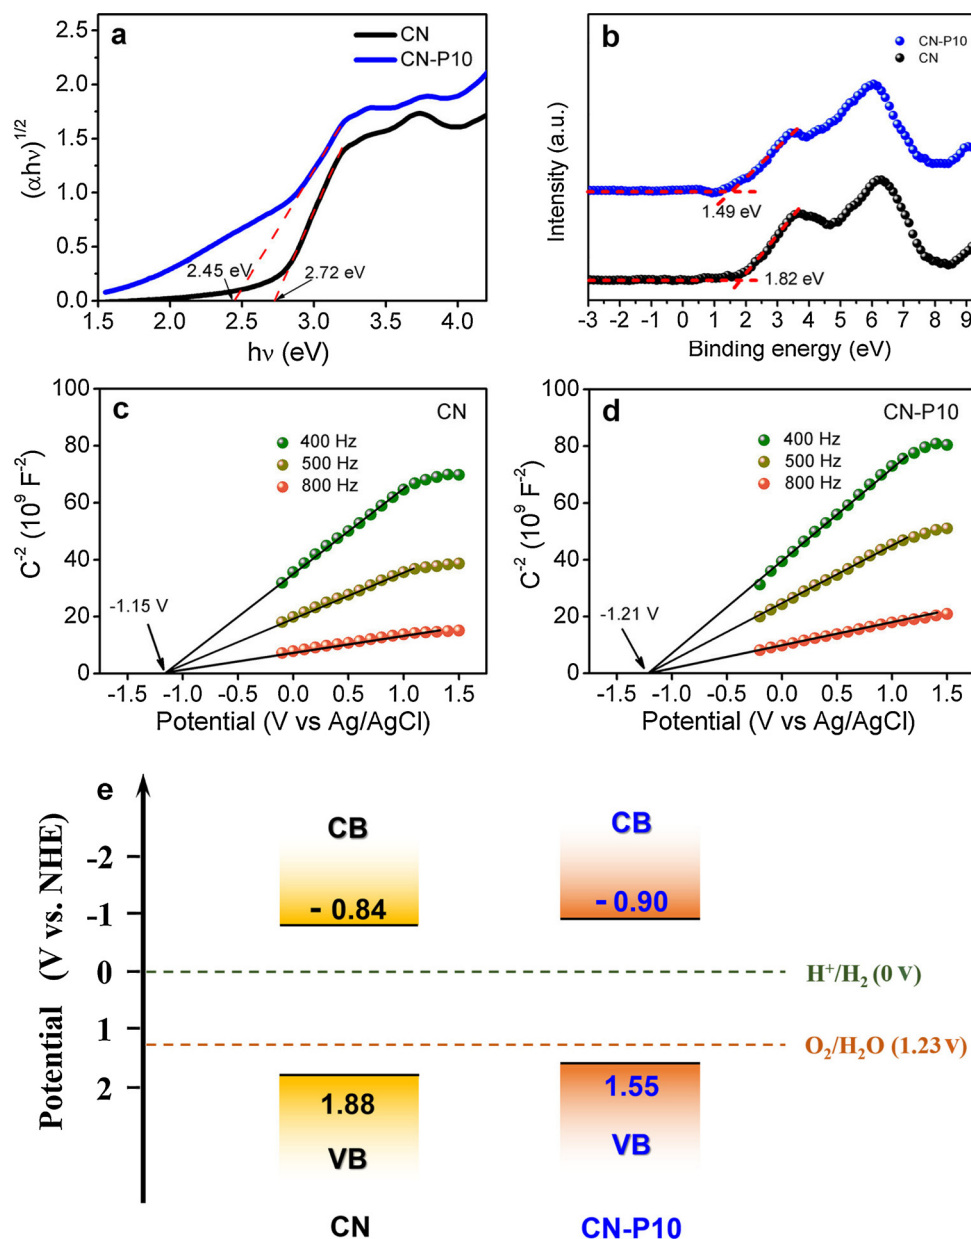 a
CN
CN-P10
(αhν)1/2
2.5
2.0
1.5
1.0
0.5
0.0
2.45 eV
2.72 eV
1.5 2.0 2.5 3.0 3.5 4.0
hν (eV)
b
CN-P10
CN
Intensity (a.u.)
1.49 eV
1.82 eV
-3 -2 -1 0 1 2 3 4 5 6 7 8 9
Binding energy (eV)
c
CN
400 Hz
500 Hz
800 Hz
C-2 (109 F-2)
100
80
60
40
20
0
-1.15 V
-1.5 -1.0 -0.5 0.0 0.5 1.0 1.5
Potential (V vs Ag/AgCl)
d
CN-P10
400 Hz
500 Hz
800 Hz
C-2 (109 F-2)
100
80
60
40
20
0
-1.21 V
-1.5 -1.0 -0.5 0.0 0.5 1.0 1.5
Potential (V vs Ag/AgCl)
e
Potential (V vs. NHE)
-2
-1
0
1
2
CB
CB
- 0.84
- 0.90
H+/H2 (0 V)
O2/H2O (1.23 V)
1.88
1.55
VB
VB
CN
CN-P10